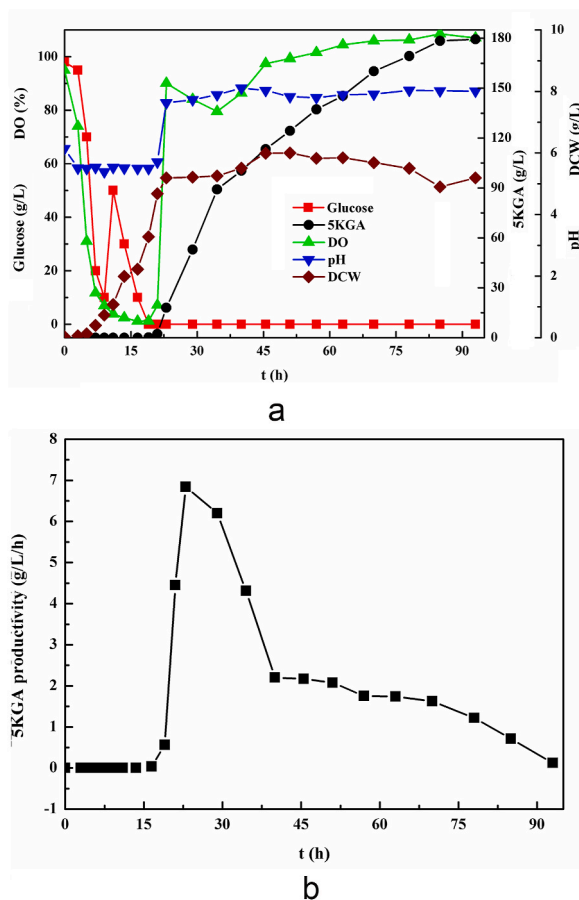 100
80
60
40
20
0
Glucose (g/L)
DO (%)
0
15
30
45
60
75
90
t (h)
Glucose
5KGA
DO
pH
DCW
180
150
120
90
60
30
0
5KGA (g/L)
10
8
6
4
2
0
pH
DCW (g/L)
a
8
7
6
5
4
3
2
1
0
-1
5KGA productivity (g/L/h)
0
15
30
45
60
75
90
t (h)
b